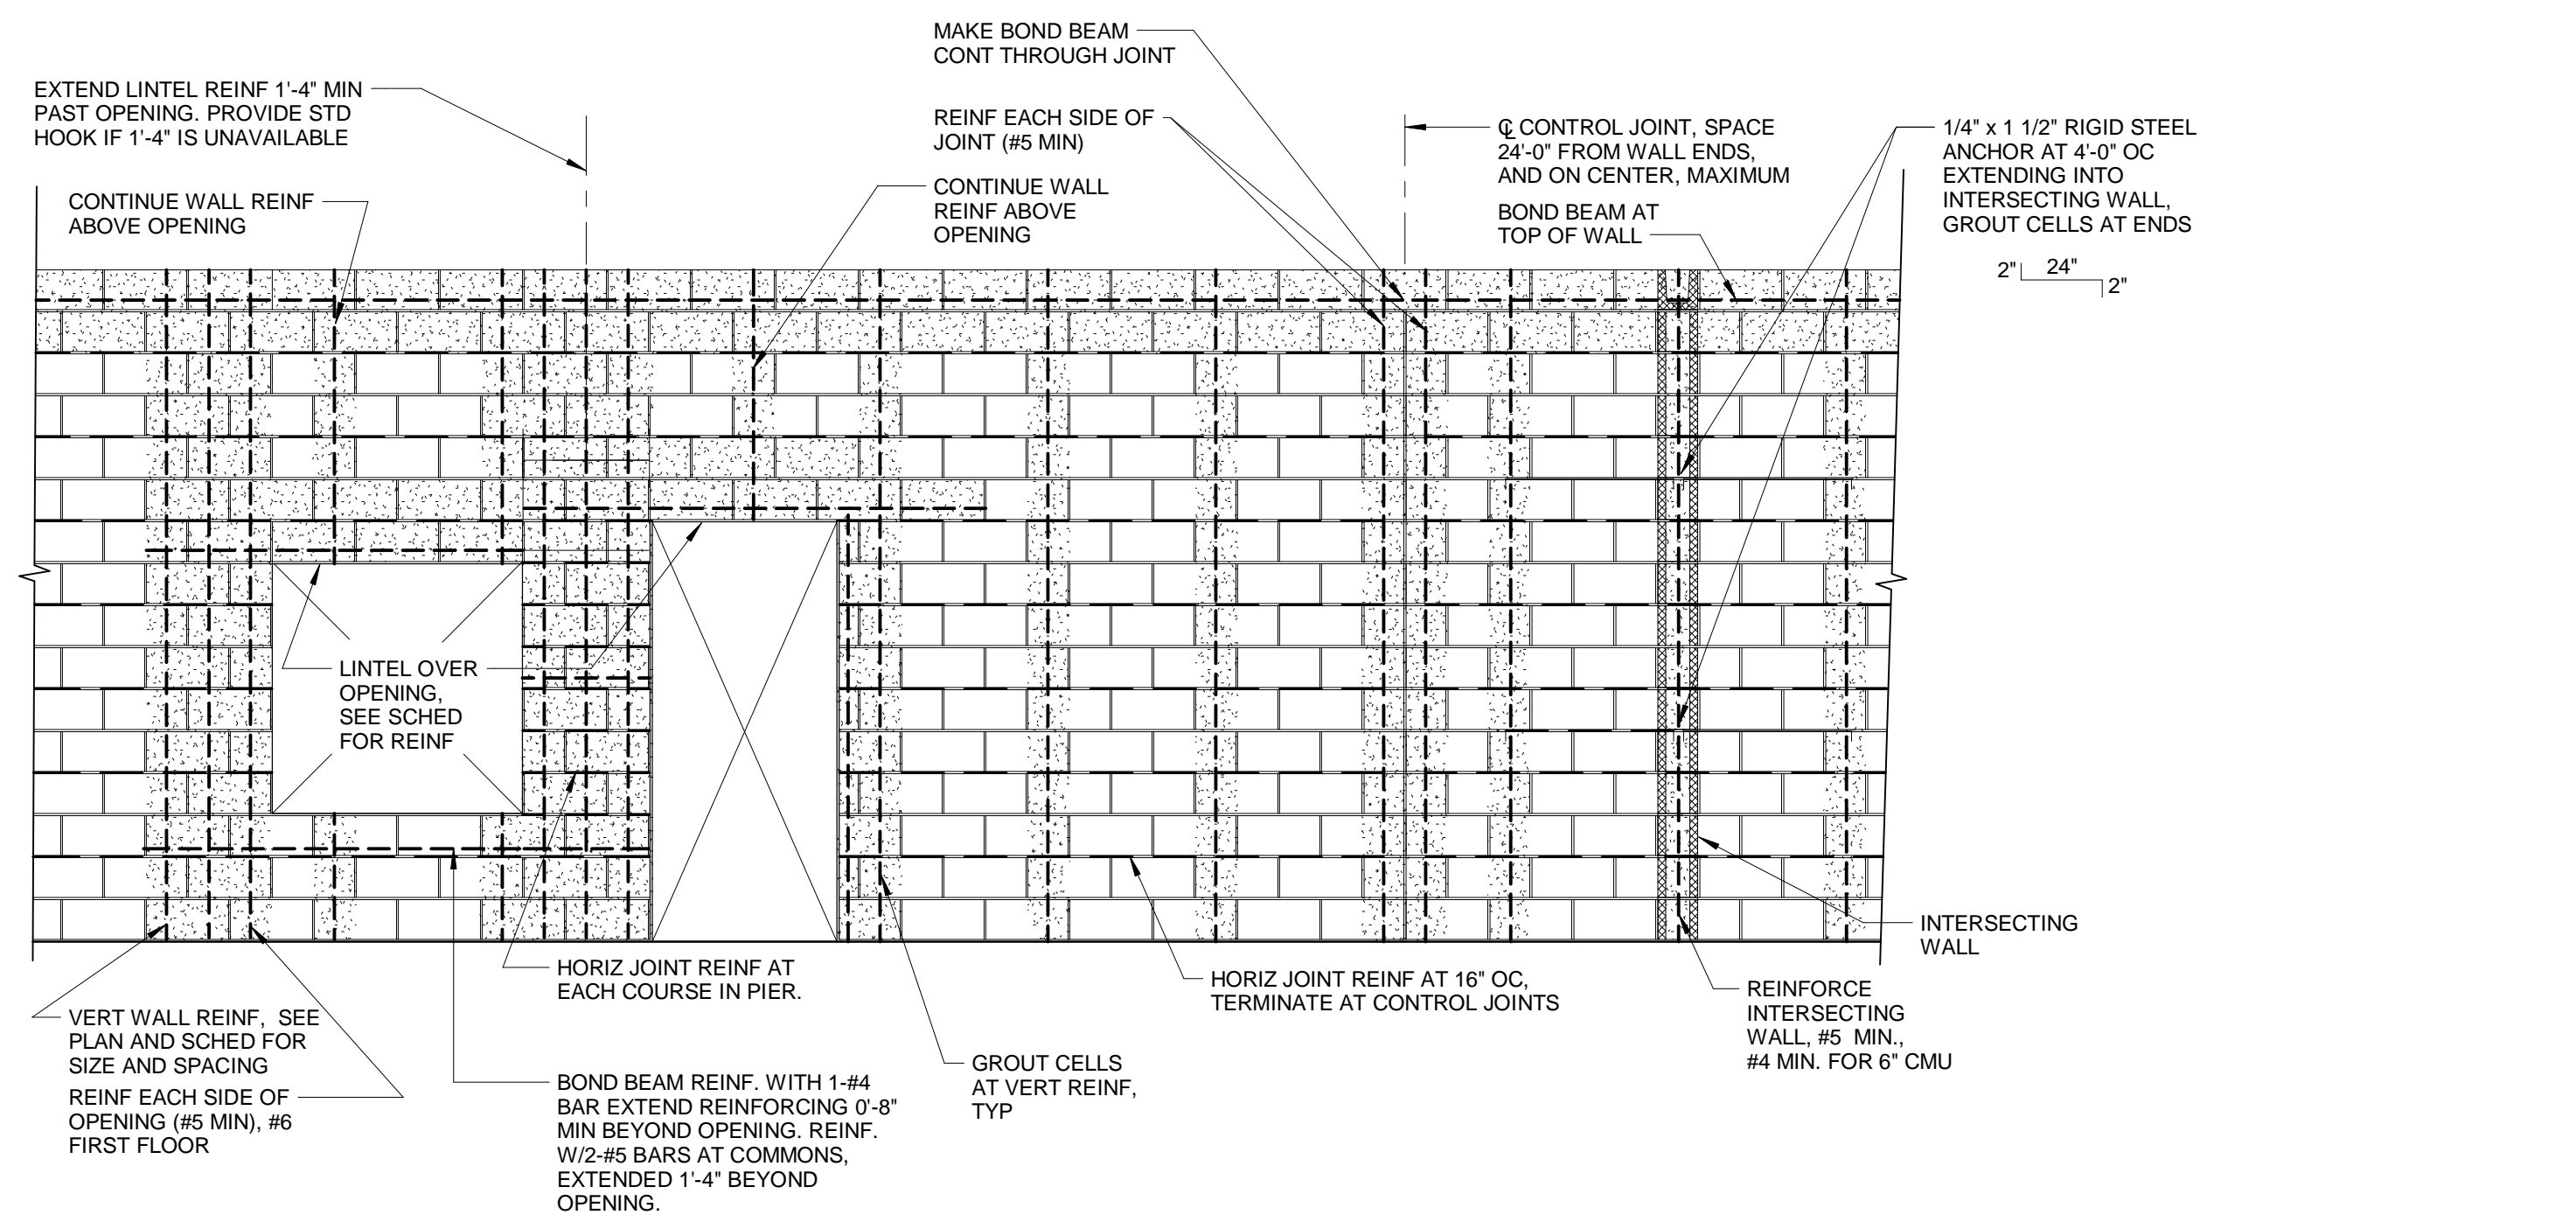 MAKE BOND BEAM
CONT THROUGH JOINT
EXTEND LINTEL REINF 1'-4" MIN
PAST OPENING. PROVIDE STD
HOOK IF 1'-4" IS UNAVAILABLE
REINF EACH SIDE OF
JOINT (#5 MIN)
℄ CONTROL JOINT, SPACE
24'-0" FROM WALL ENDS,
AND ON CENTER, MAXIMUM
1/4" x 1 1/2" RIGID STEEL
ANCHOR AT 4'-0" OC
EXTENDING INTO
INTERSECTING WALL,
GROUT CELLS AT ENDS
CONTINUE WALL REINF
ABOVE OPENING
CONTINUE WALL
REINF ABOVE
OPENING
BOND BEAM AT
TOP OF WALL
2" 24" 2"
LINTEL OVER
OPENING,
SEE SCHED
FOR REINF
INTERSECTING
WALL
HORIZ JOINT REINF AT
EACH COURSE IN PIER.
HORIZ JOINT REINF AT 16" OC,
TERMINATE AT CONTROL JOINTS
REINFORCE
INTERSECTING
WALL, #5 MIN.,
#4 MIN. FOR 6" CMU
VERT WALL REINF, SEE
PLAN AND SCHED FOR
SIZE AND SPACING
REINF EACH SIDE OF
OPENING (#5 MIN), #6
FIRST FLOOR
BOND BEAM REINF. WITH 1-#4
BAR EXTEND REINFORCING 0'-8"
MIN BEYOND OPENING. REINF.
W/2-#5 BARS AT COMMONS,
EXTENDED 1'-4" BEYOND
OPENING.
GROUT CELLS
AT VERT REINF,
TYP